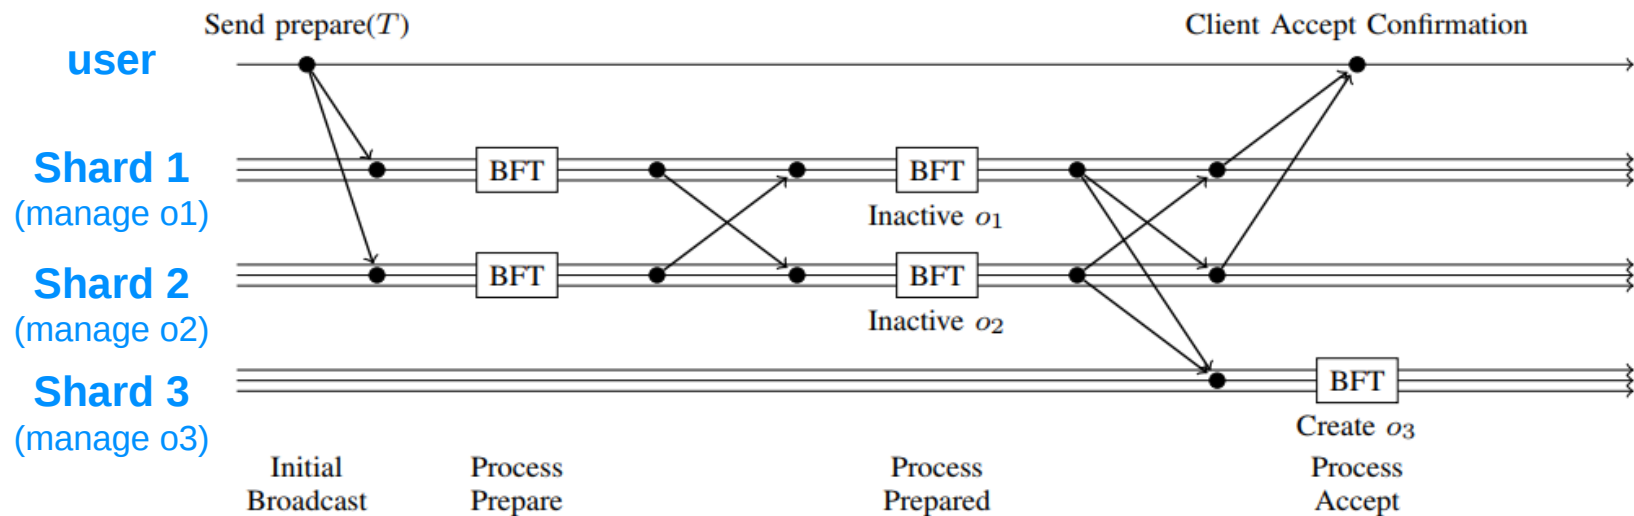 Send prepare(T)
Client Accept Confirmation
user
Shard 1
(manage o1)
BFT
BFT
Inactive o₁
Shard 2
(manage o2)
BFT
BFT
Inactive o₂
Shard 3
(manage o3)
BFT
Create o₃
Initial
Broadcast
Process
Prepare
Process
Prepared
Process
Accept